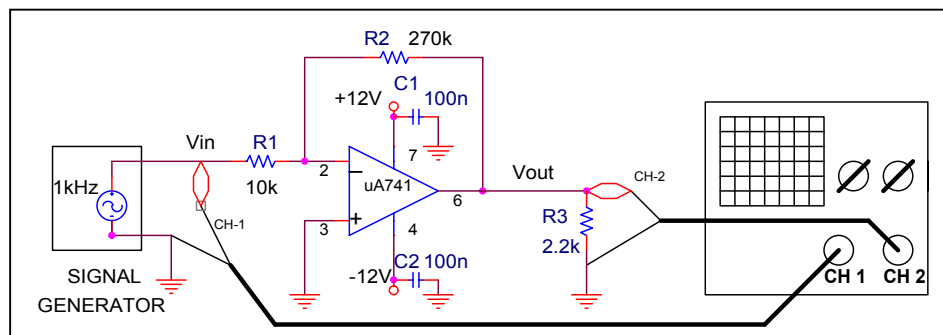 R2 270k
C1
+12V 100n
Vin
R1
7
2
1kHz
uA741
Vout
10k
6
CH-2
CH-1
R3
3
4
2.2k
C2 100n
-12V
SIGNAL
GENERATOR
CH 1 CH 2